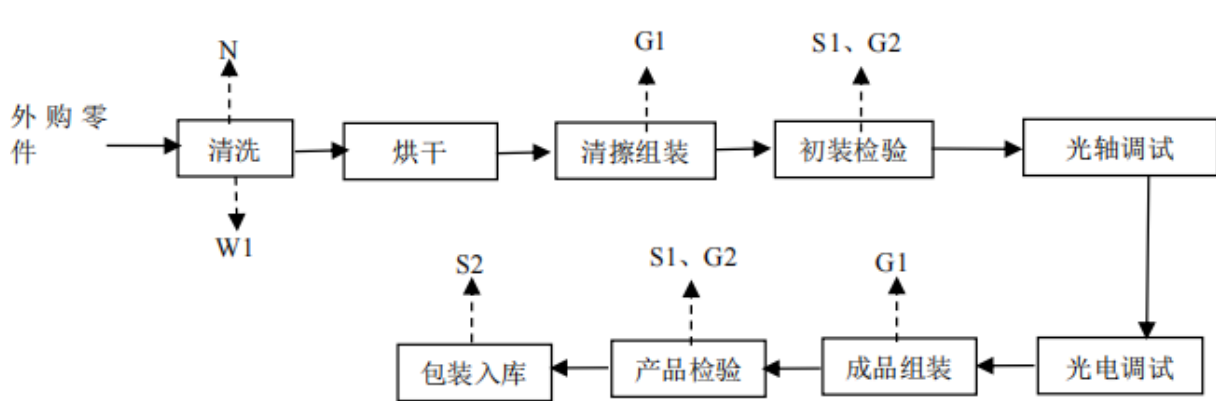 N
G1
S1、G2
外购零
件
清洗
烘干
清擦组装
初装检验
光轴调试
W1
S2
S1、G2
G1
包装入库
产品检验
成品组装
光电调试